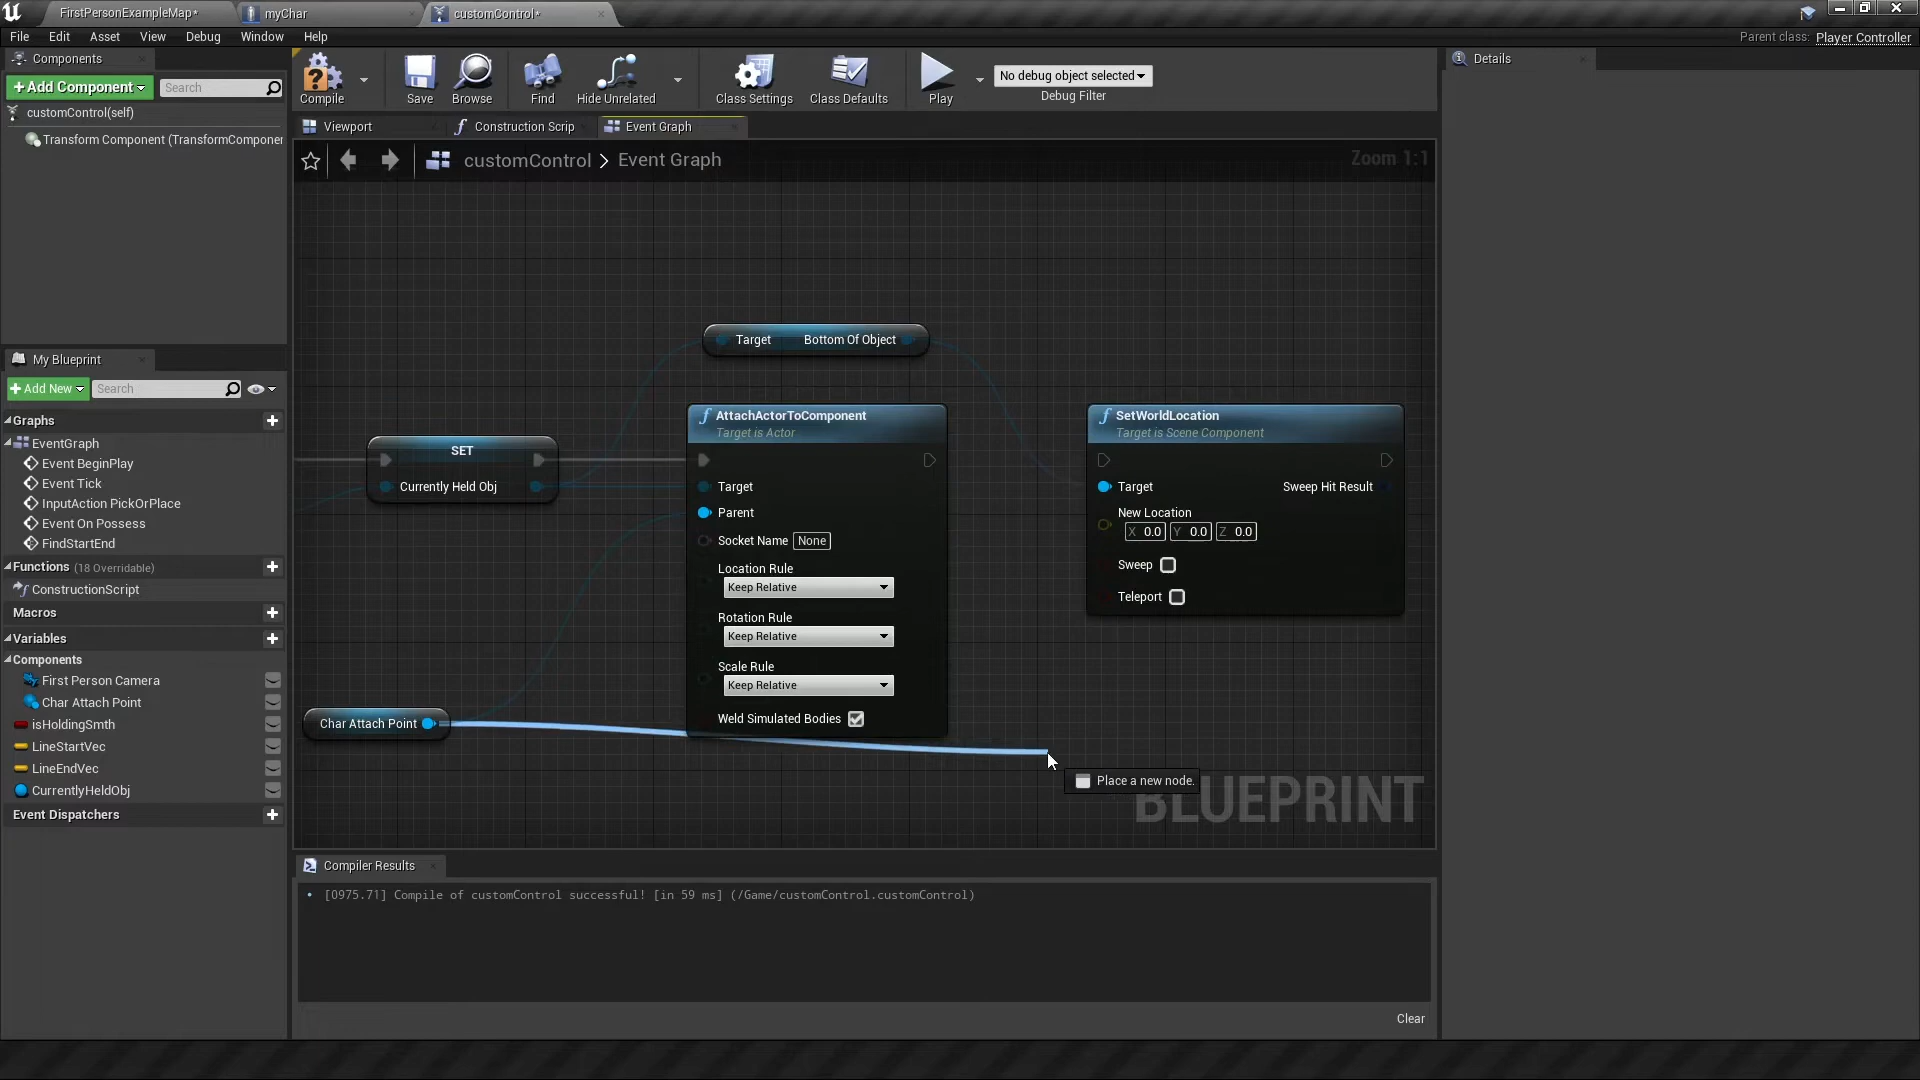 FirstPersonExampleMap*
myChar
customControl*
File Edit Asset View Debug Window Help
Parent class: Player Controller
Components
+Add Component
Search
customControl(self)
Transform Component (TransformComponer
Compile
Save
Browse
Find
Hide Unrelated
Class Settings
Class Defaults
Play
No debug object selected
Debug Filter
Details
Viewport
Construction Scrip
Event Graph
customControl > Event Graph
Zoom 1:1
My Blueprint
+Add New
Search
Graphs
EventGraph
Event BeginPlay
Event Tick
InputAction PickOrPlace
Event On Possess
FindStartEnd
Functions (18 Overridable)
ConstructionScript
Macros
Variables
Components
First Person Camera
Char Attach Point
isHoldingSmth
LineStartVec
LineEndVec
CurrentlyHeldObj
Event Dispatchers
Target Bottom Of Object
SET
Currently Held Obj
AttachActorToComponent
Target is Actor
Target
Parent
Socket Name None
Location Rule
Keep Relative
Rotation Rule
Keep Relative
Scale Rule
Keep Relative
Weld Simulated Bodies
SetWorldLocation
Target is Scene Component
Target Sweep Hit Result
New Location
X 0.0 Y 0.0 Z 0.0
Sweep
Teleport
Char Attach Point
Place a new node.
BLUEPRINT
Compiler Results
[0975.71] Compile of customControl successful! [in 59 ms] (/Game/customControl.customControl)
Clear